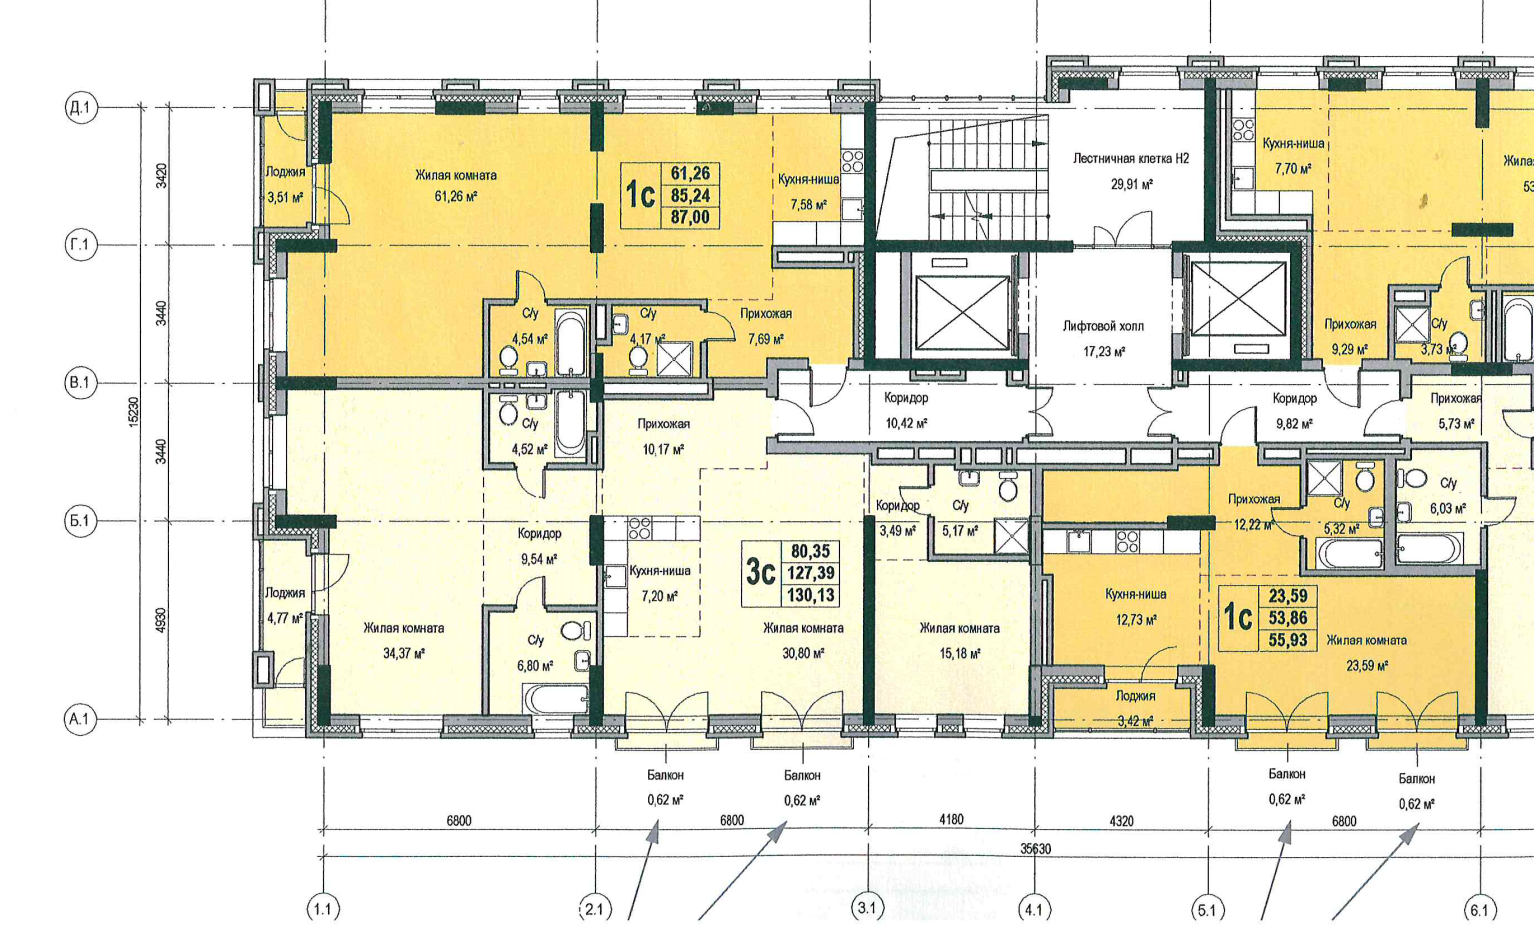 Д.1
Г.1
В.1
Б.1
А.1
3420
3440
3440
4930
15230
Лоджия
3,51 м²
Жилая комната
61,26 м²
1с
61,26
85,24
87,00
Кухня-ниша
7,58 м²
Лестничная клетка Н2
29,91 м²
Кухня-ниша
7,70 м²
Жилая
53
С/у
4,54 м²
С/у
4,17 м²
Прихожая
7,69 м²
Лифтовой холл
17,23 м²
Прихожая
9,29 м²
С/у
3,73 м²
С/у
4,52 м²
Прихожая
10,17 м²
Коридор
10,42 м²
Коридор
9,82 м²
Прихожая
5,73 м²
Коридор
9,54 м²
Коридор
3,49 м²
С/у
5,17 м²
Прихожая
12,22 м²
С/у
5,32 м²
С/у
6,03 м²
Лоджия
4,77 м²
Жилая комната
34,37 м²
С/у
6,80 м²
Кухня-ниша
7,20 м²
3с
80,35
127,39
130,13
Жилая комната
30,80 м²
Жилая комната
15,18 м²
Кухня-ниша
12,73 м²
1с
23,59
53,86
55,93
Жилая комната
23,59 м²
Лоджия
3,42 м²
Балкон
0,62 м²
Балкон
0,62 м²
Балкон
0,62 м²
Балкон
0,62 м²
6800
6800
4180
4320
6800
35630
1.1
2.1
3.1
4.1
5.1
6.1